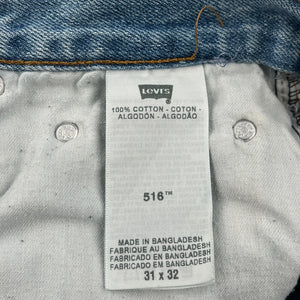 LEVI'S
100% COTTON - COTON -
ALGODÓN - ALGODÃO
516™
MADE IN BANGLADESH
FABRIQUÉ AU BANGLADESH
FABRICADO EN BANGLADESH
FABRICADO EM BANGLADESH
31 x 32